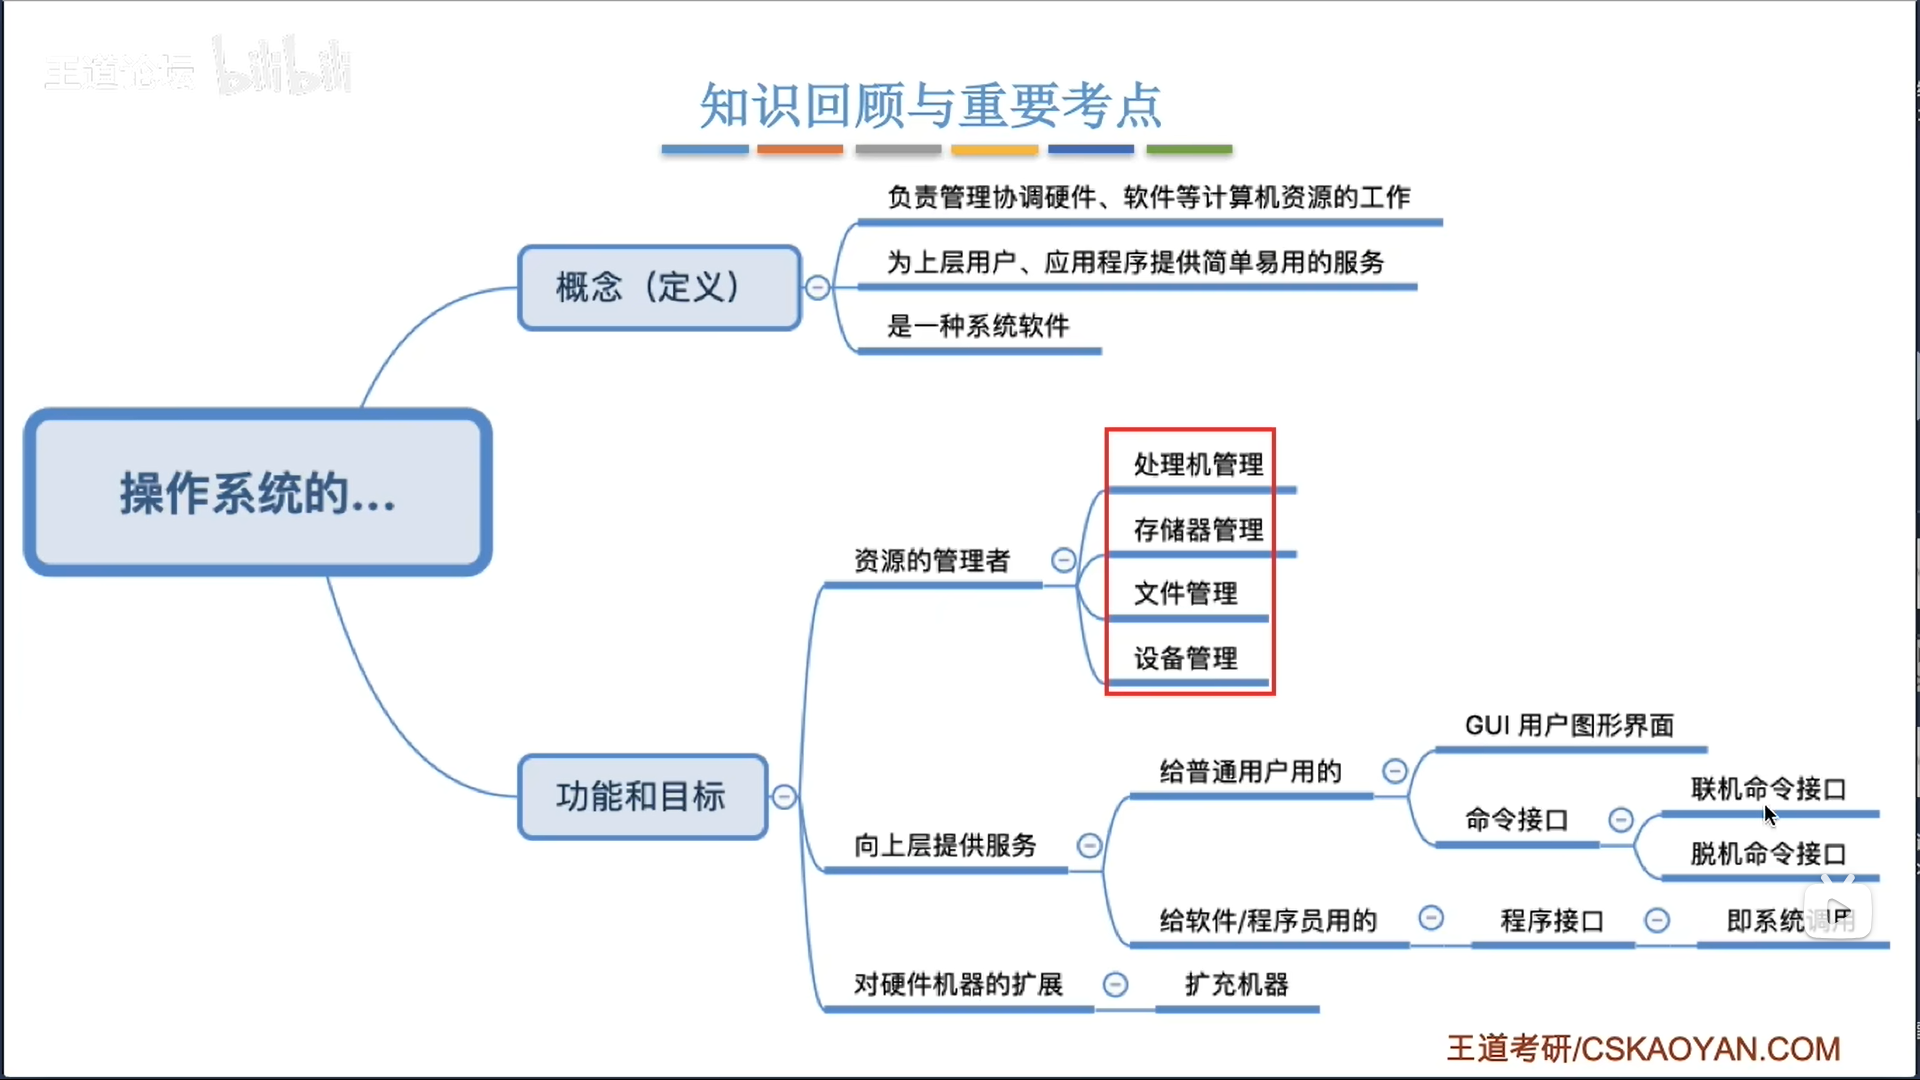 王道论坛 bilibili
知识回顾与重要考点
负责管理协调硬件、软件等计算机资源的工作
概念（定义）
为上层用户、应用程序提供简单易用的服务
是一种系统软件
操作系统的...
资源的管理者
处理机管理
存储器管理
文件管理
设备管理
功能和目标
向上层提供服务
给普通用户用的
GUI 用户图形界面
命令接口
联机命令接口
脱机命令接口
给软件/程序员用的
程序接口
即系统调用
对硬件机器的扩展
扩充机器
王道考研/CSKAOYAN.COM